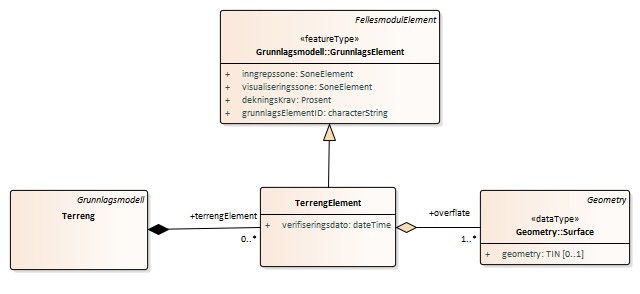 FellesmodulElement
«featureType»
Grunnlagsmodell::GrunnlagsElement
+ inngrepssone: SoneElement
+ visualiseringssone: SoneElement
+ dekningsKrav: Prosent
+ grunnlagsElementID: characterString
Grunnlagsmodell
Terreng
+terrengElement
0..*
TerrengElement
+ verifiseringsdato: dateTime
+overflate
1..*
Geometry
«dataType»
Geometry::Surface
+ geometry: TIN [0..1]